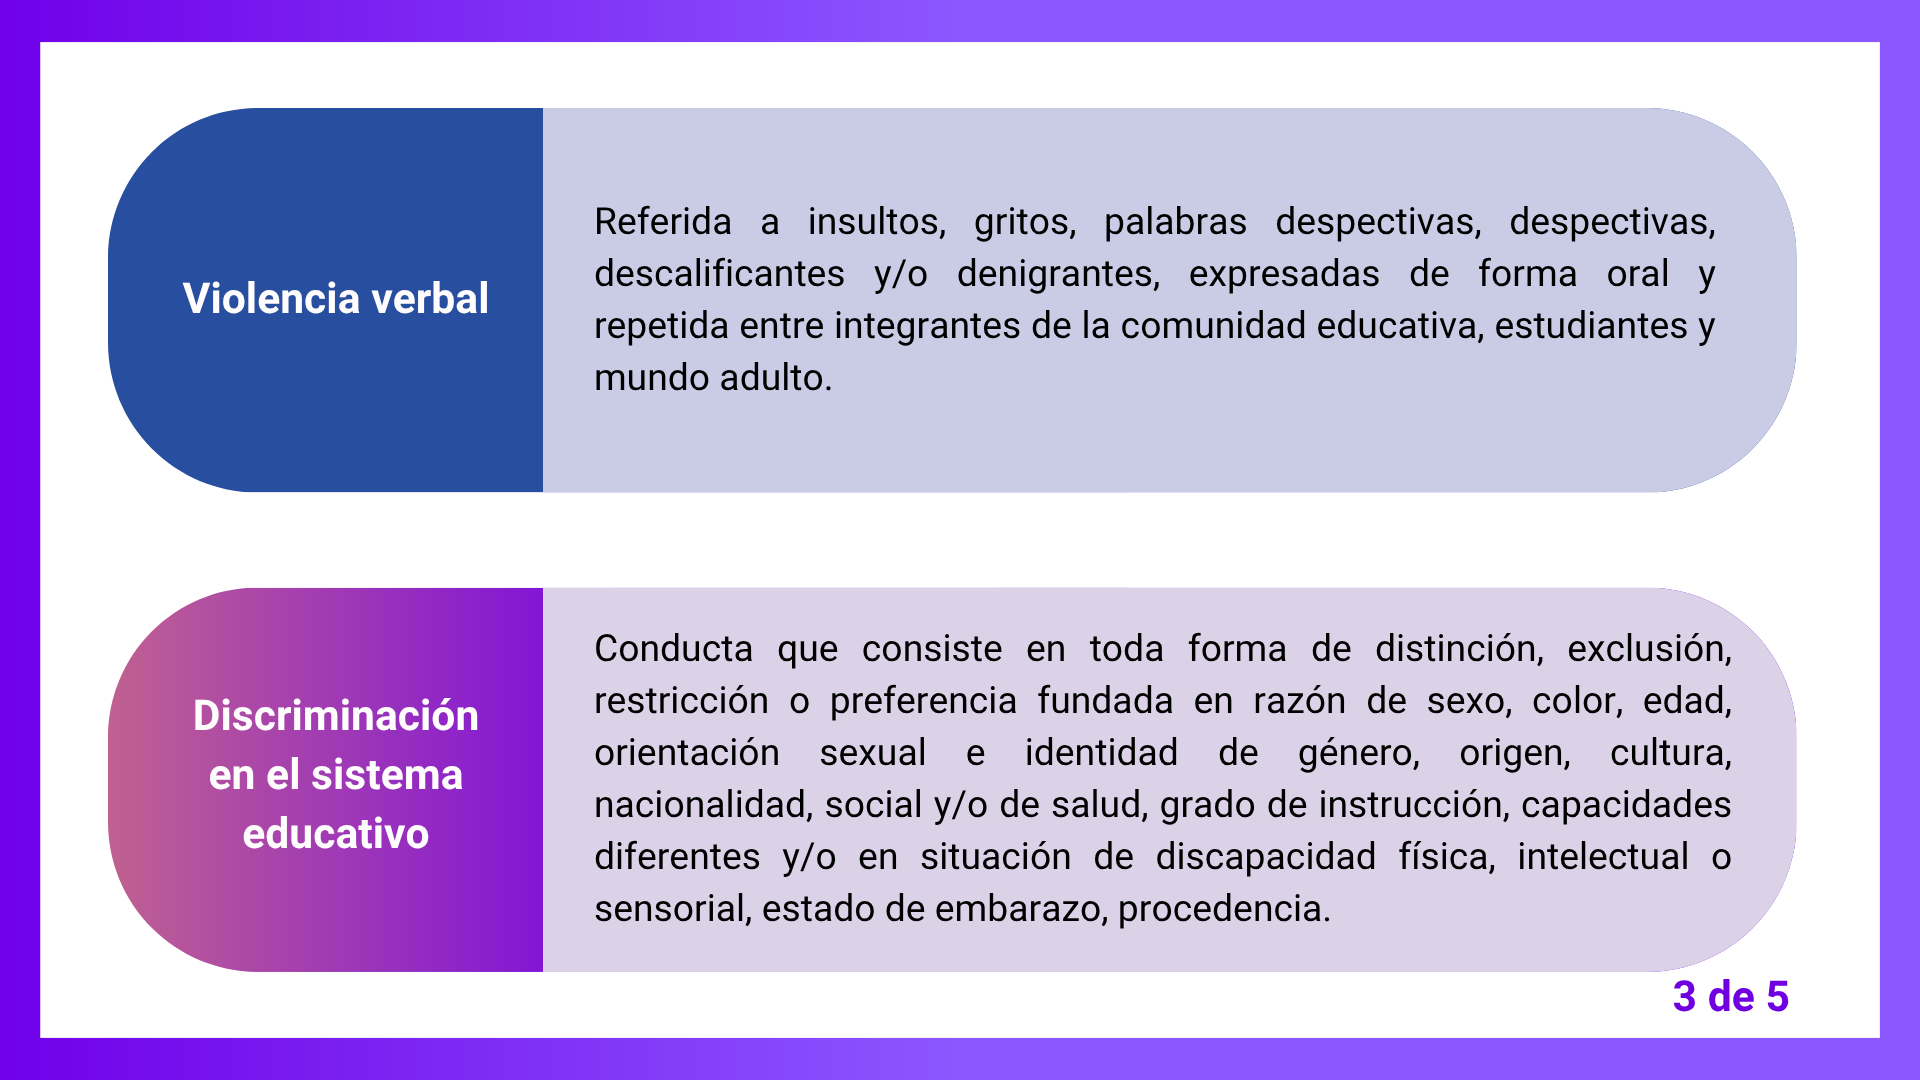 Violencia verbal
Referida a insultos, gritos, palabras despectivas, despectivas,
descalificantes y/o denigrantes, expresadas de forma oral y
repetida entre integrantes de la comunidad educativa, estudiantes y
mundo adulto.
Discriminación
en el sistema
educativo
Conducta que consiste en toda forma de distinción, exclusión,
restricción o preferencia fundada en razón de sexo, color, edad,
orientación sexual e identidad de género, origen, cultura,
nacionalidad, social y/o de salud, grado de instrucción, capacidades
diferentes y/o en situación de discapacidad física, intelectual o
sensorial, estado de embarazo, procedencia.
3 de 5